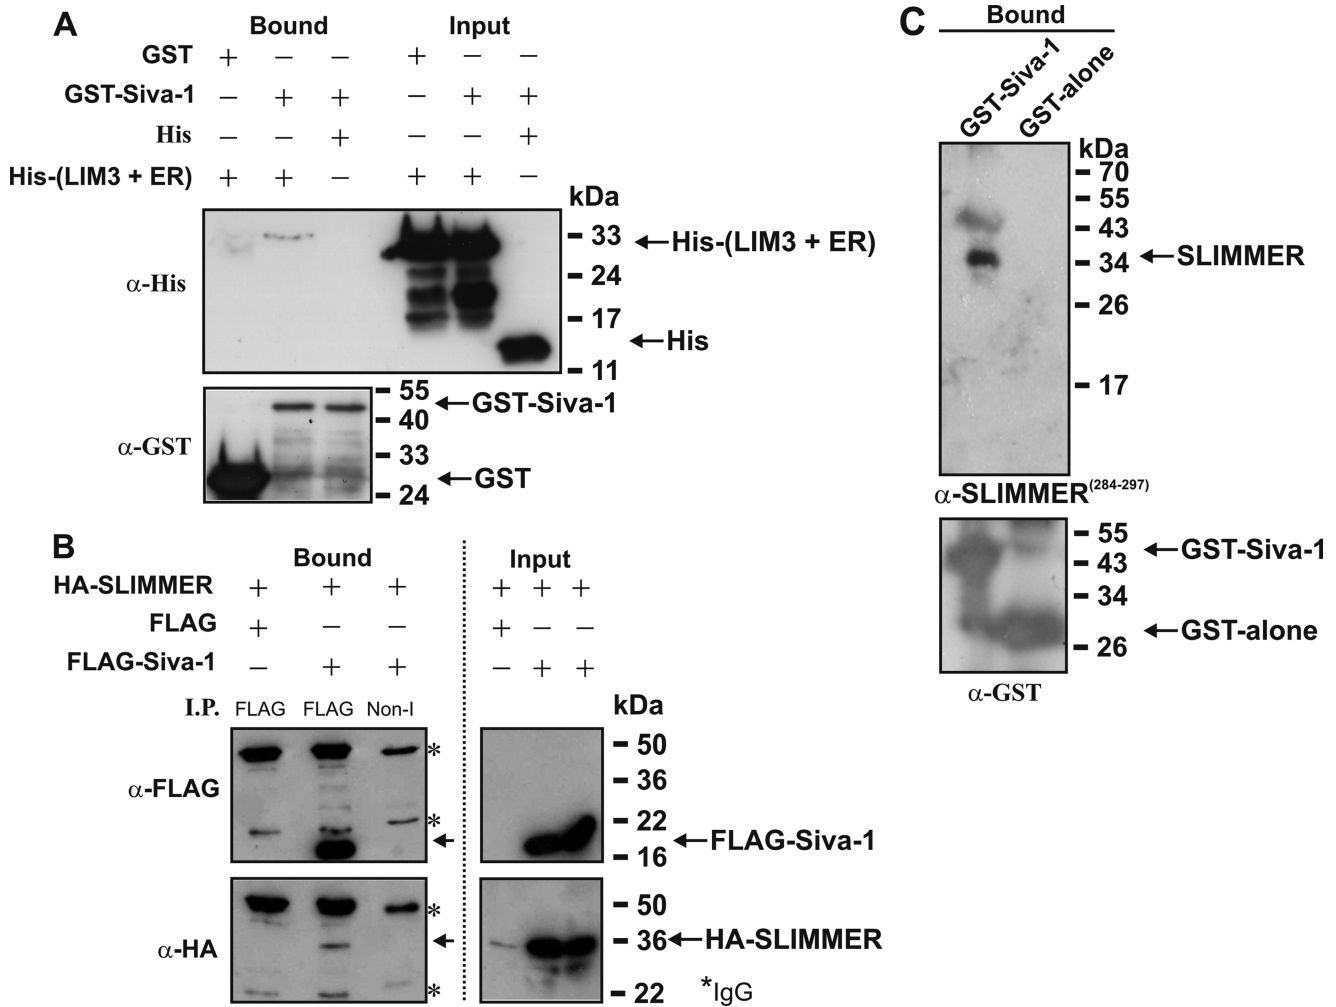 A
Bound Input
GST + − − + − −
GST-Siva-1 − + + − + +
His − − + − − +
His-(LIM3 + ER) + + − + + −
kDa
α-His
33
24
17
11
His-(LIM3 + ER)
His
α-GST
55
40
33
24
GST-Siva-1
GST
B
Bound Input
HA-SLIMMER + + + + + +
FLAG + − − + − −
FLAG-Siva-1 − + + − + +
I.P. FLAG FLAG Non-I
kDa
α-FLAG
*
*
50
36
22
16
FLAG-Siva-1
α-HA
*
*
50
36
22
HA-SLIMMER
*IgG
C
Bound
GST-Siva-1
GST-alone
kDa
70
55
43
34
26
17
SLIMMER
α-SLIMMER(284-297)
55
43
34
26
GST-Siva-1
GST-alone
α-GST